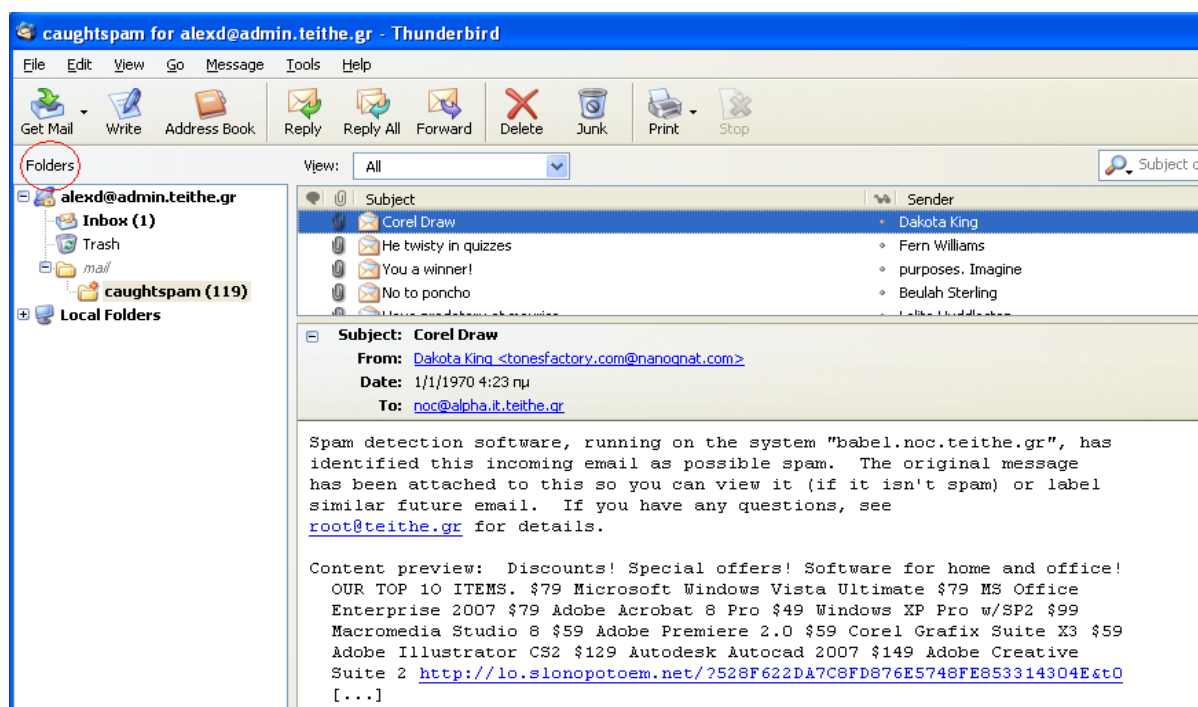 caughtspam for alexd@admin.teithe.gr - Thunderbird
File Edit View Go Message Tools Help
Get Mail Write Address Book Reply Reply All Forward Delete Junk Print Stop
Folders View: All Subject
alexd@admin.teithe.gr
Inbox (1)
Trash
mail
caughtspam (119)
Local Folders
Subject Sender
Corel Draw Dakota King
He twisty in quizzes Fern Williams
You a winner! purposes. Imagine
No to poncho Beulah Sterling
Subject: Corel Draw
From: Dakota King <tonesfactory.com@nanognat.com>
Date: 1/1/1970 4:23 πμ
To: noc@alpha.it.teithe.gr
Spam detection software, running on the system "babel.noc.teithe.gr", has
identified this incoming email as possible spam. The original message
has been attached to this so you can view it (if it isn't spam) or label
similar future email. If you have any questions, see
root@teithe.gr for details.
Content preview: Discounts! Special offers! Software for home and office!
OUR TOP 10 ITEMS. $79 Microsoft Windows Vista Ultimate $79 MS Office
Enterprise 2007 $79 Adobe Acrobat 8 Pro $49 Windows XP Pro w/SP2 $99
Macromedia Studio 8 $59 Adobe Premiere 2.0 $59 Corel Grafix Suite X3 $59
Adobe Illustrator CS2 $129 Autodesk Autocad 2007 $149 Adobe Creative
Suite 2 http://lo.slonopotoem.net/?528F622DA7C8FD876E5748FE853314304E&t0
[...]